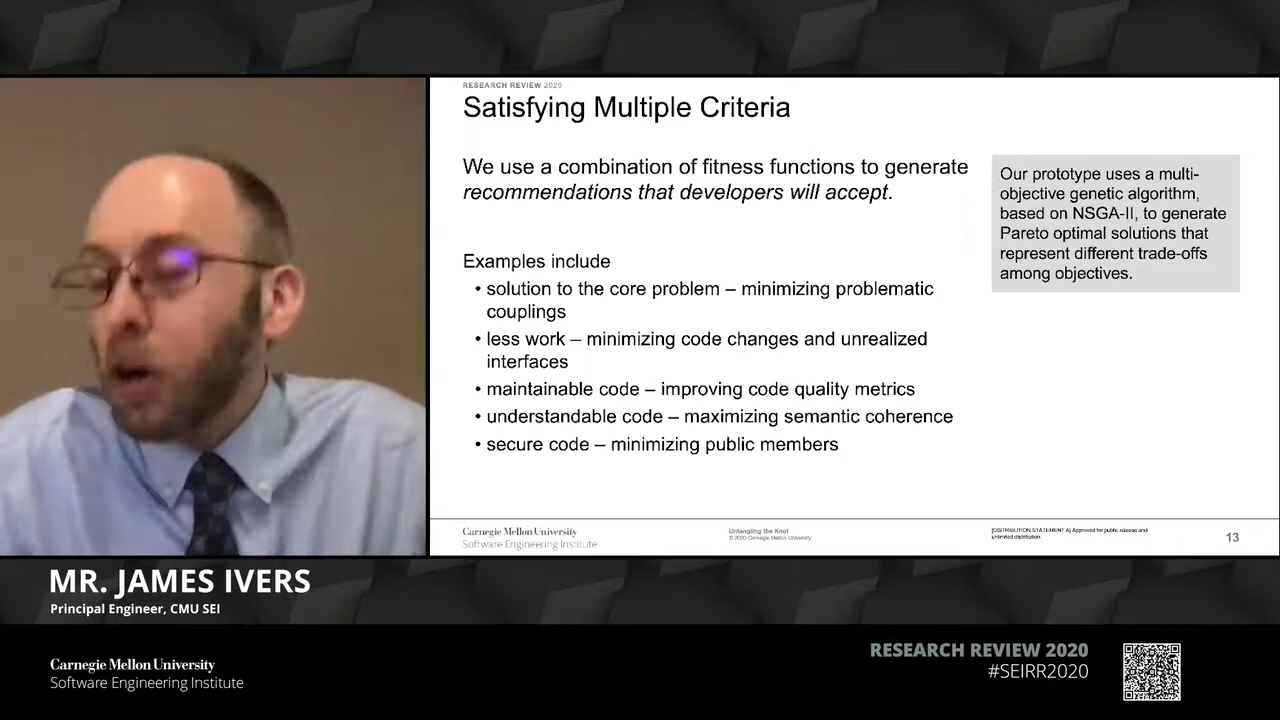 RESEARCH REVIEW 2020
Satisfying Multiple Criteria
We use a combination of fitness functions to generate
recommendations that developers will accept.
Our prototype uses a multi-
objective genetic algorithm,
based on NSGA-II, to generate
Pareto optimal solutions that
represent different trade-offs
among objectives.
Examples include
• solution to the core problem – minimizing problematic
couplings
• less work – minimizing code changes and unrealized
interfaces
• maintainable code – improving code quality metrics
• understandable code – maximizing semantic coherence
• secure code – minimizing public members
Carnegie Mellon University
Software Engineering Institute
Untangling the Knot
© 2020 Carnegie Mellon University
[DISTRIBUTION STATEMENT A] Approved for public release and
unlimited distribution.
13
MR. JAMES IVERS
Principal Engineer, CMU SEI
Carnegie Mellon University
Software Engineering Institute
RESEARCH REVIEW 2020
#SEIRR2020